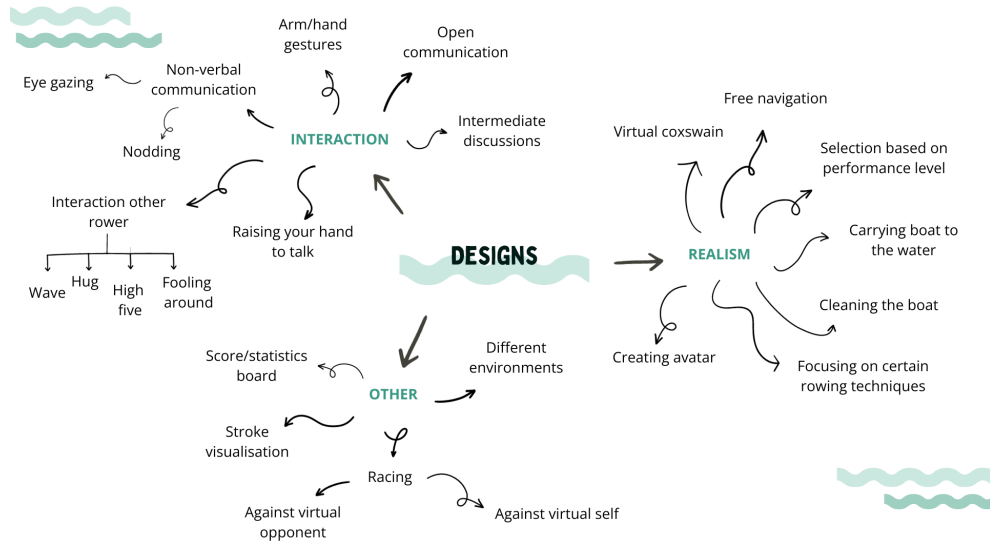 Arm/hand
gestures
Open
communication
Non-verbal
communication
Eye gazing
Nodding
INTERACTION
Intermediate
discussions
Interaction other
rower
Wave
Hug
High
five
Fooling
around
Raising your hand
to talk
DESIGNS
Free navigation
Virtual coxswain
Selection based on
performance level
Carrying boat to
the water
REALISM
Cleaning the boat
Creating avatar
Focusing on certain
rowing techniques
Score/statistics
board
Different
environments
OTHER
Stroke
visualisation
Racing
Against virtual
opponent
Against virtual self